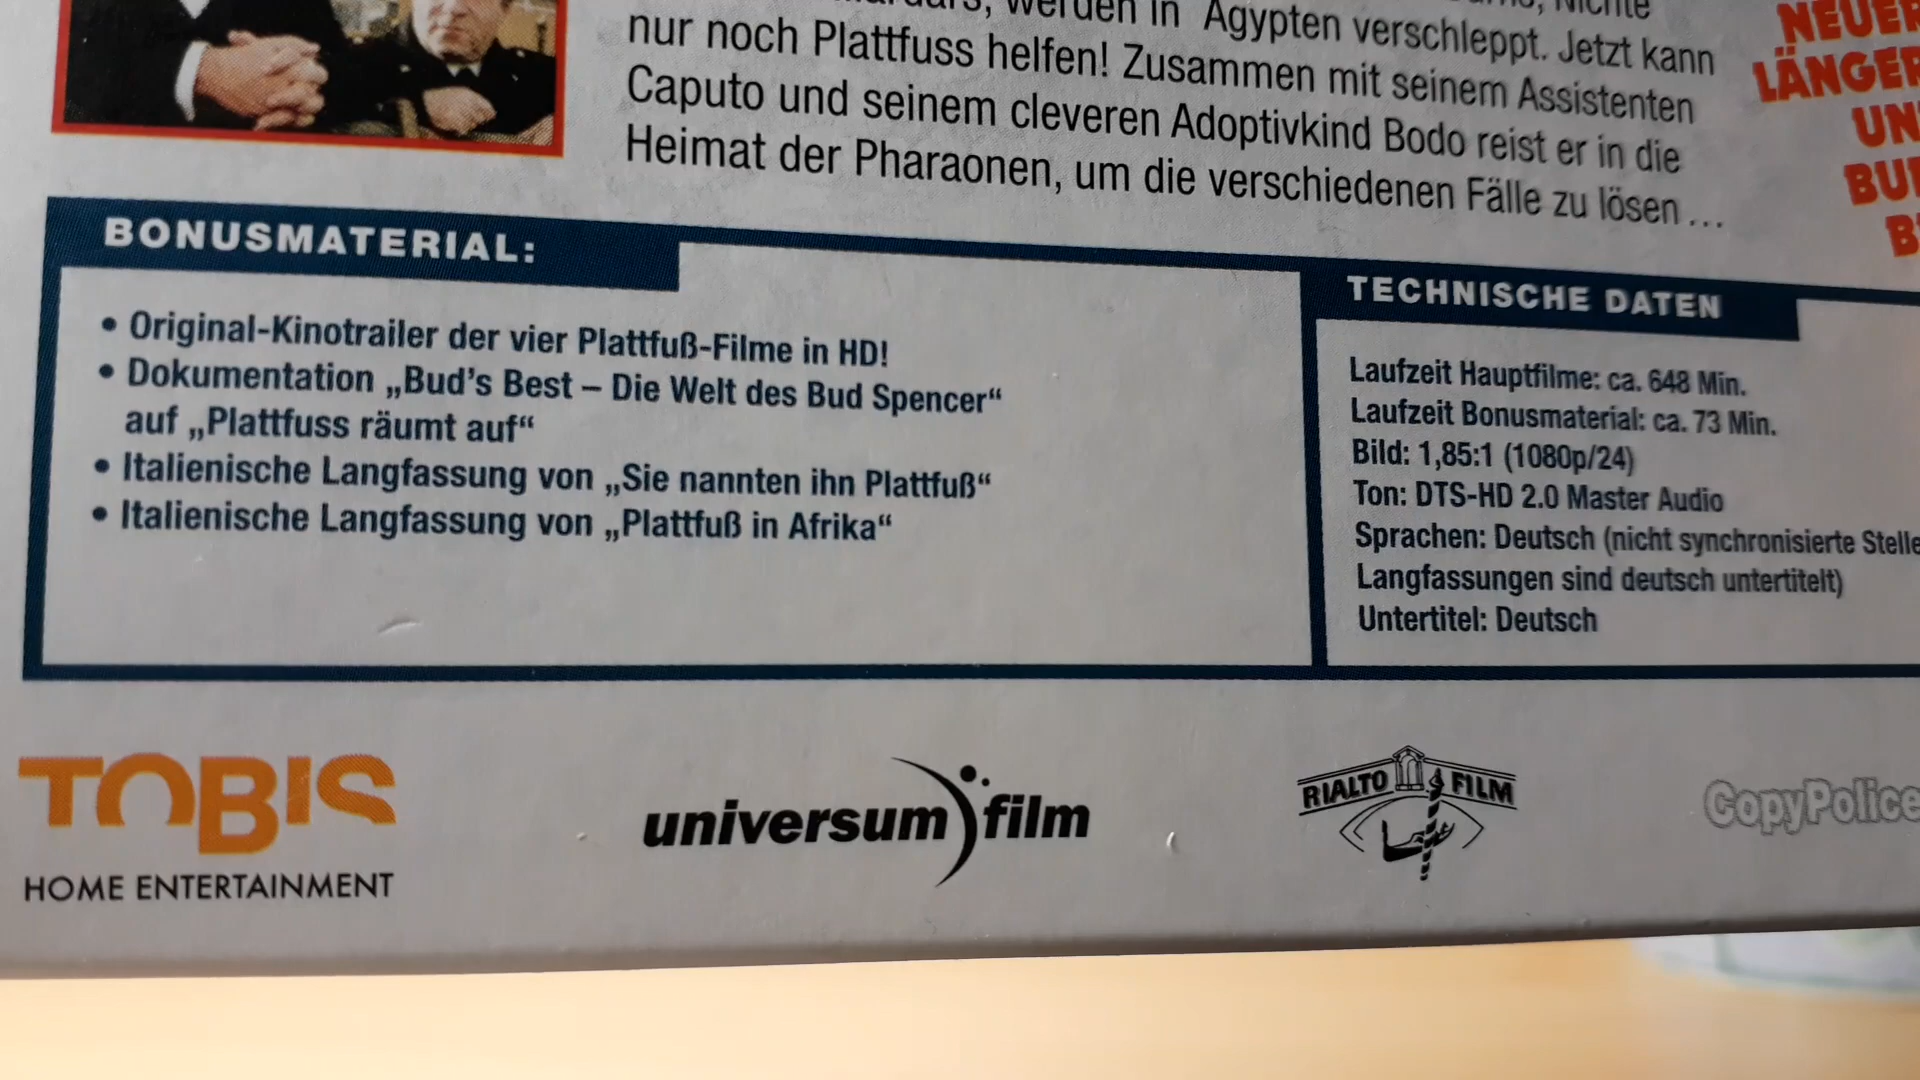 werden in Ägypten verschleppt. Jetzt kann
nur noch Plattfuss helfen! Zusammen mit seinem Assistenten
Caputo und seinem cleveren Adoptivkind Bodo reist er in die
Heimat der Pharaonen, um die verschiedenen Fälle zu lösen ...
NEUER
LÄNGER
UN
BU
B
BONUSMATERIAL:
• Original-Kinotrailer der vier Plattfuß-Filme in HD!
• Dokumentation „Bud's Best – Die Welt des Bud Spencer“
auf „Plattfuss räumt auf“
• Italienische Langfassung von „Sie nannten ihn Plattfuß“
• Italienische Langfassung von „Plattfuß in Afrika“
TECHNISCHE DATEN
Laufzeit Hauptfilme: ca. 648 Min.
Laufzeit Bonusmaterial: ca. 73 Min.
Bild: 1,85:1 (1080p/24)
Ton: DTS-HD 2.0 Master Audio
Sprachen: Deutsch (nicht synchronisierte Stelle
Langfassungen sind deutsch untertitelt)
Untertitel: Deutsch
TOBIS
HOME ENTERTAINMENT
universum film
RIALTO FILM
CopyPolice